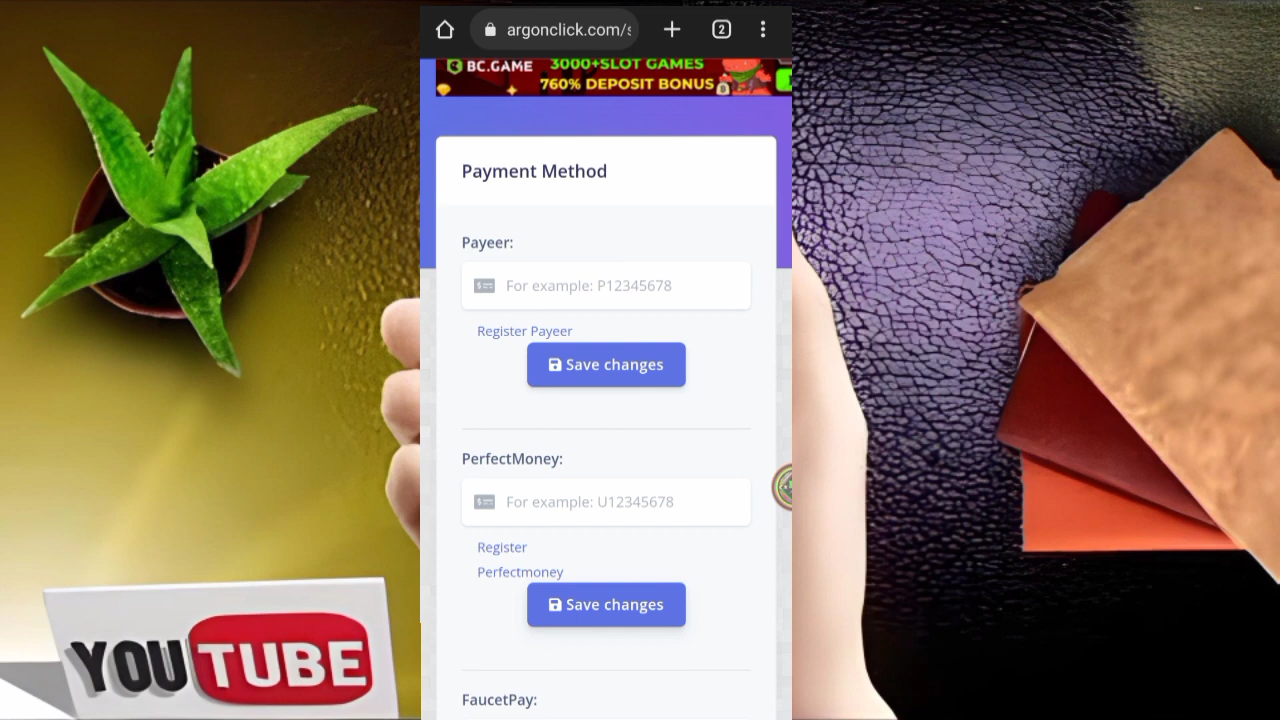 argonclick.com/s
2
BC.GAME
3000+SLOT GAMES
760% DEPOSIT BONUS
Payment Method
Payeer:
For example: P12345678
Register Payeer
Save changes
PerfectMoney:
For example: U12345678
Register
Perfectmoney
Save changes
FaucetPay:
YOUTUBE